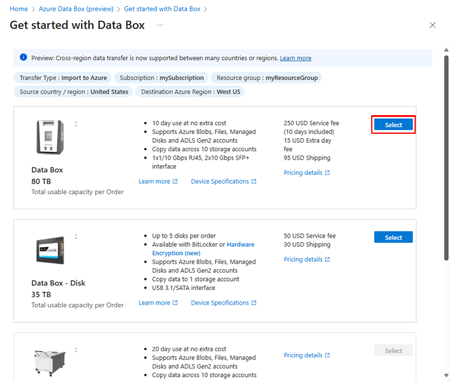 Home > Azure Data Box (preview) > Get started with Data Box >
Get started with Data Box ...
Preview: Cross-region data transfer is now supported between many countries or regions. Learn more
Transfer Type : Import to Azure
Subscription : mySubscription
Resource group : myResourceGroup
Source country / region : United States
Destination Azure Region : West US
:
Data Box
80 TB
Total usable capacity per Order
• 10 day use at no extra cost
• Supports Azure Blobs, Files, Managed
Disks and ADLS Gen2 accounts
• Copy data across 10 storage accounts
• 1x1/10 Gbps RJ45, 2x10 Gbps SFP+
interface
Learn more
Device Specifications
250 USD Service fee
(10 days included)
15 USD Extra day
fee
95 USD Shipping
Pricing details
Select
:
Data Box - Disk
35 TB
Total usable capacity per Order
• Up to 5 disks per order
• Available with BitLocker or Hardware
Encryption (new)
• Supports Azure Blobs, Files, Managed
Disks and ADLS Gen2 accounts
• Copy data to 1 storage account
• USB 3.1/SATA interface
Learn more
Device Specifications
50 USD Service fee
30 USD Shipping
Pricing details
Select
:
• 20 day use at no extra cost
• Supports Azure Blobs, Files, Managed
Disks and ADLS Gen2 accounts
• Copy data across 10 storage accounts
Pricing details
Select